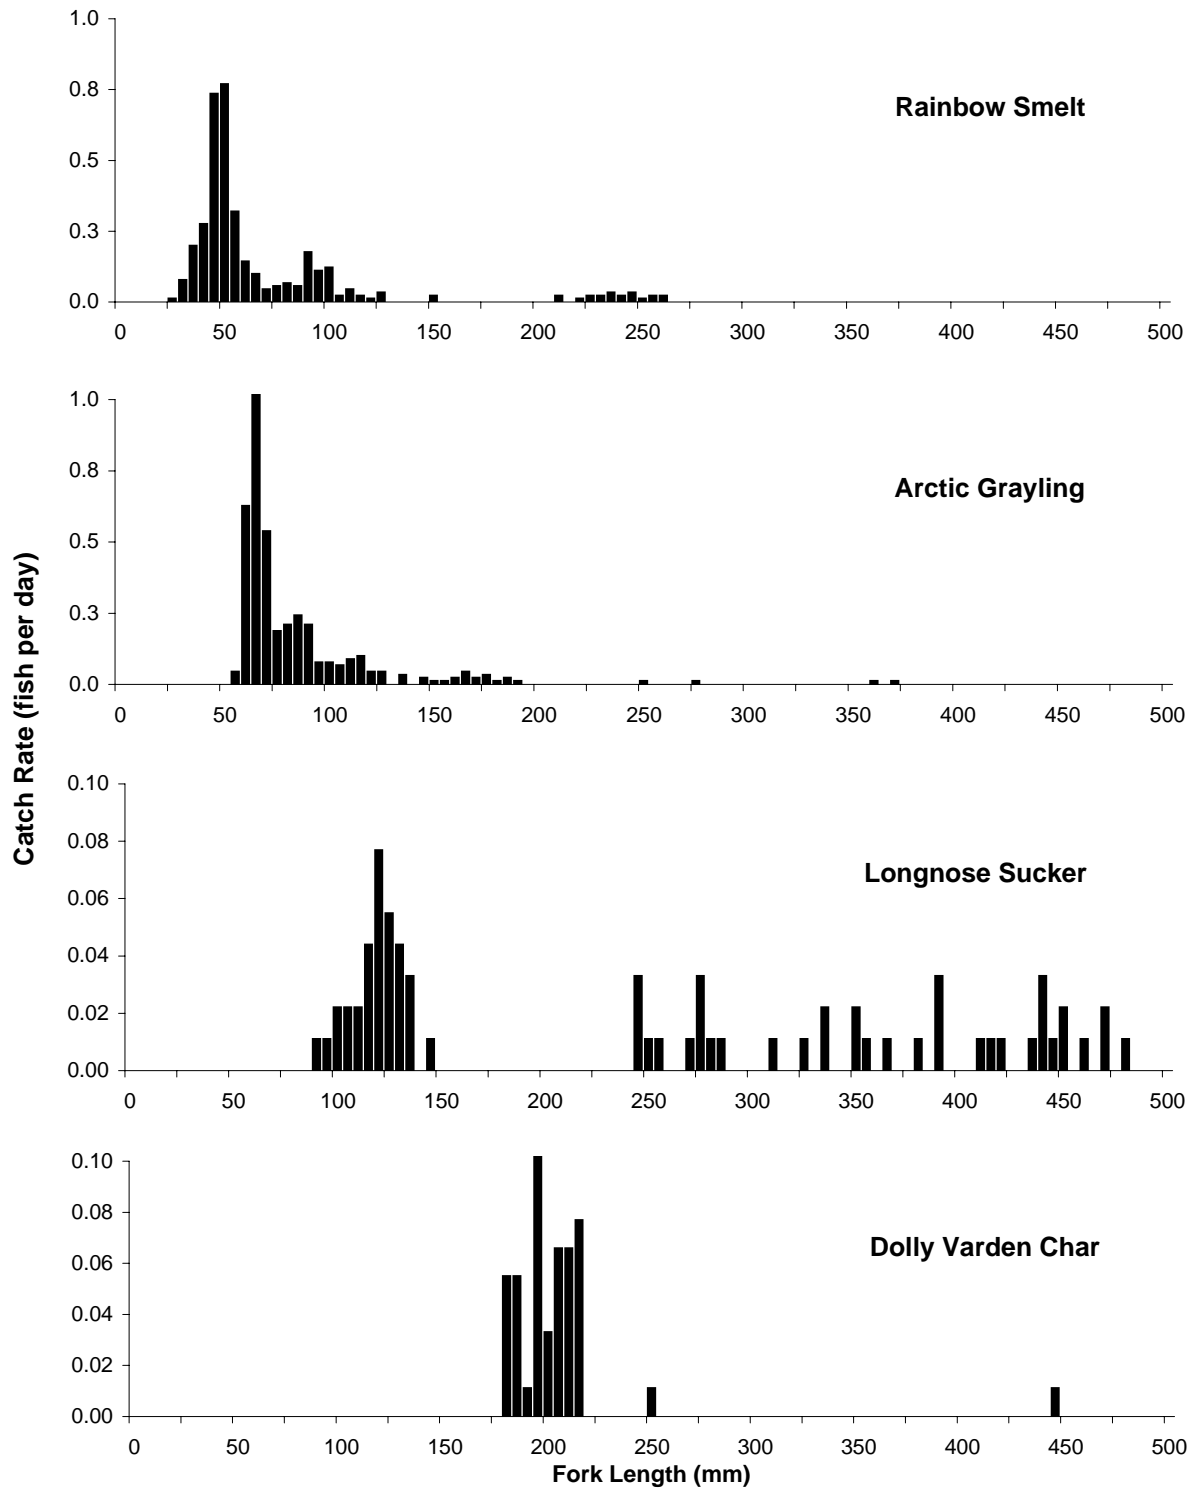 1.0
0.8
Rainbow Smelt
0.5
0.3
0.0
0 50 100 150 200 250 300 350 400 450 500
1.0
0.8
Arctic Grayling
0.5
0.3
0.0
0 50 100 150 200 250 300 350 400 450 500
Catch Rate (fish per day)
0.10
0.08
Longnose Sucker
0.06
0.04
0.02
0.00
0 50 100 150 200 250 300 350 400 450 500
0.10
0.08
Dolly Varden Char
0.06
0.04
0.02
0.00
0 50 100 150 200 250 300 350 400 450 500
Fork Length (mm)